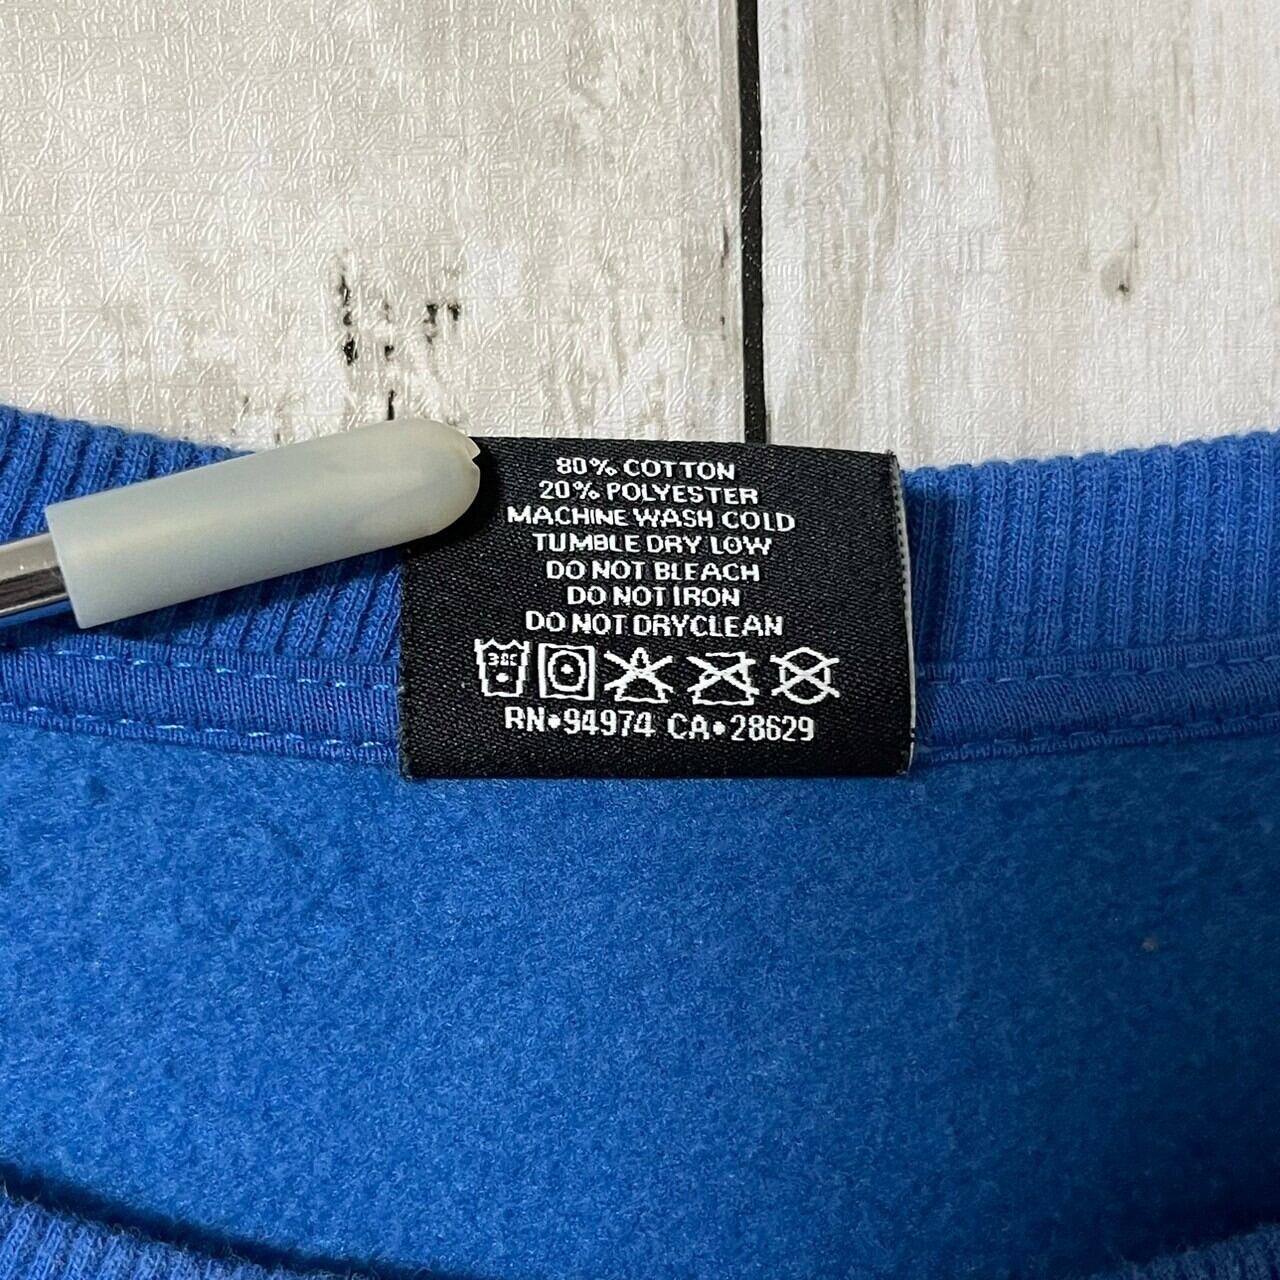 80% COTTON
20% POLYESTER
MACHINE WASH COLD
TUMBLE DRY LOW
DO NOT BLEACH
DO NOT IRON
DO NOT DRYCLEAN
RN•94974 CA•28629